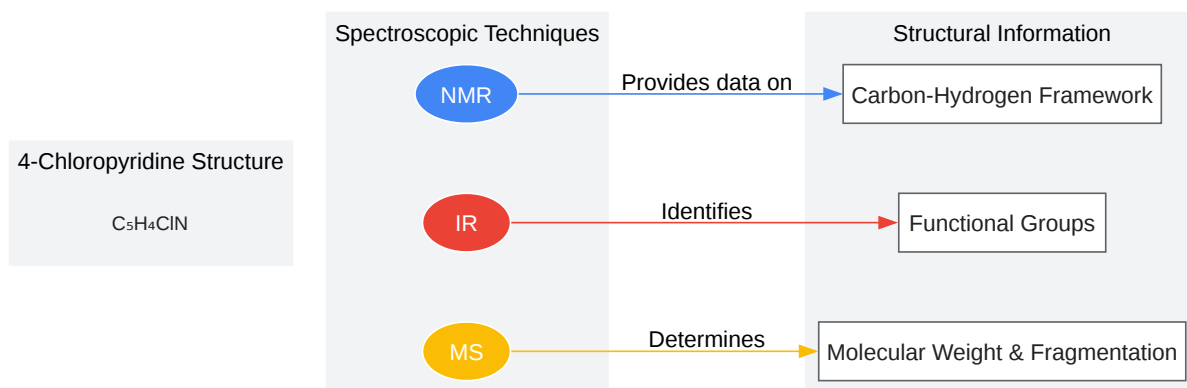 4-Chloropyridine Structure
C₅H₄ClN
Spectroscopic Techniques
NMR
IR
MS
Provides data on
Identifies
Determines
Structural Information
Carbon-Hydrogen Framework
Functional Groups
Molecular Weight & Fragmentation